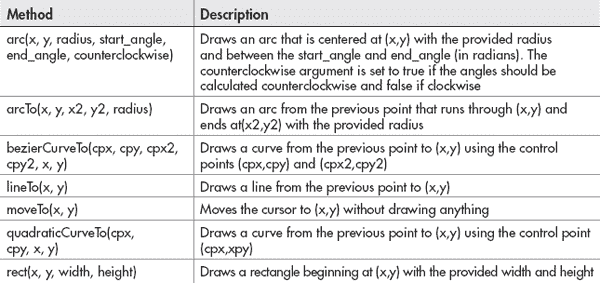 Method Description
arc(x, y, radius, start_angle, Draws an arc that is centered at (x,y) with the provided radius
end_angle, counterclockwise) and between the start_angle and end_angle (in radians). The
counterclockwise argument is set to true if the angles should be
calculated counterclockwise and false if clockwise
arcTo(x, y, x2, y2, radius) Draws an arc from the previous point that runs through (x,y) and
ends at(x2,y2) with the provided radius
bezierCurveTo(cpx, cpy, cpx2, Draws a curve from the previous point to (x,y) using the control
cpy2, x, y) points (cpx,cpy) and (cpx2,cpy2)
lineTo(x, y) Draws a line from the previous point to (x,y)
moveTo(x, y) Moves the cursor to (x,y) without drawing anything
quadraticCurveTo(cpx, Draws a curve from the previous point to (x,y) using the control point
cpy, x, y) (cpx,xpy)
rect(x, y, width, height) Draws a rectangle beginning at (x,y) with the provided width and height